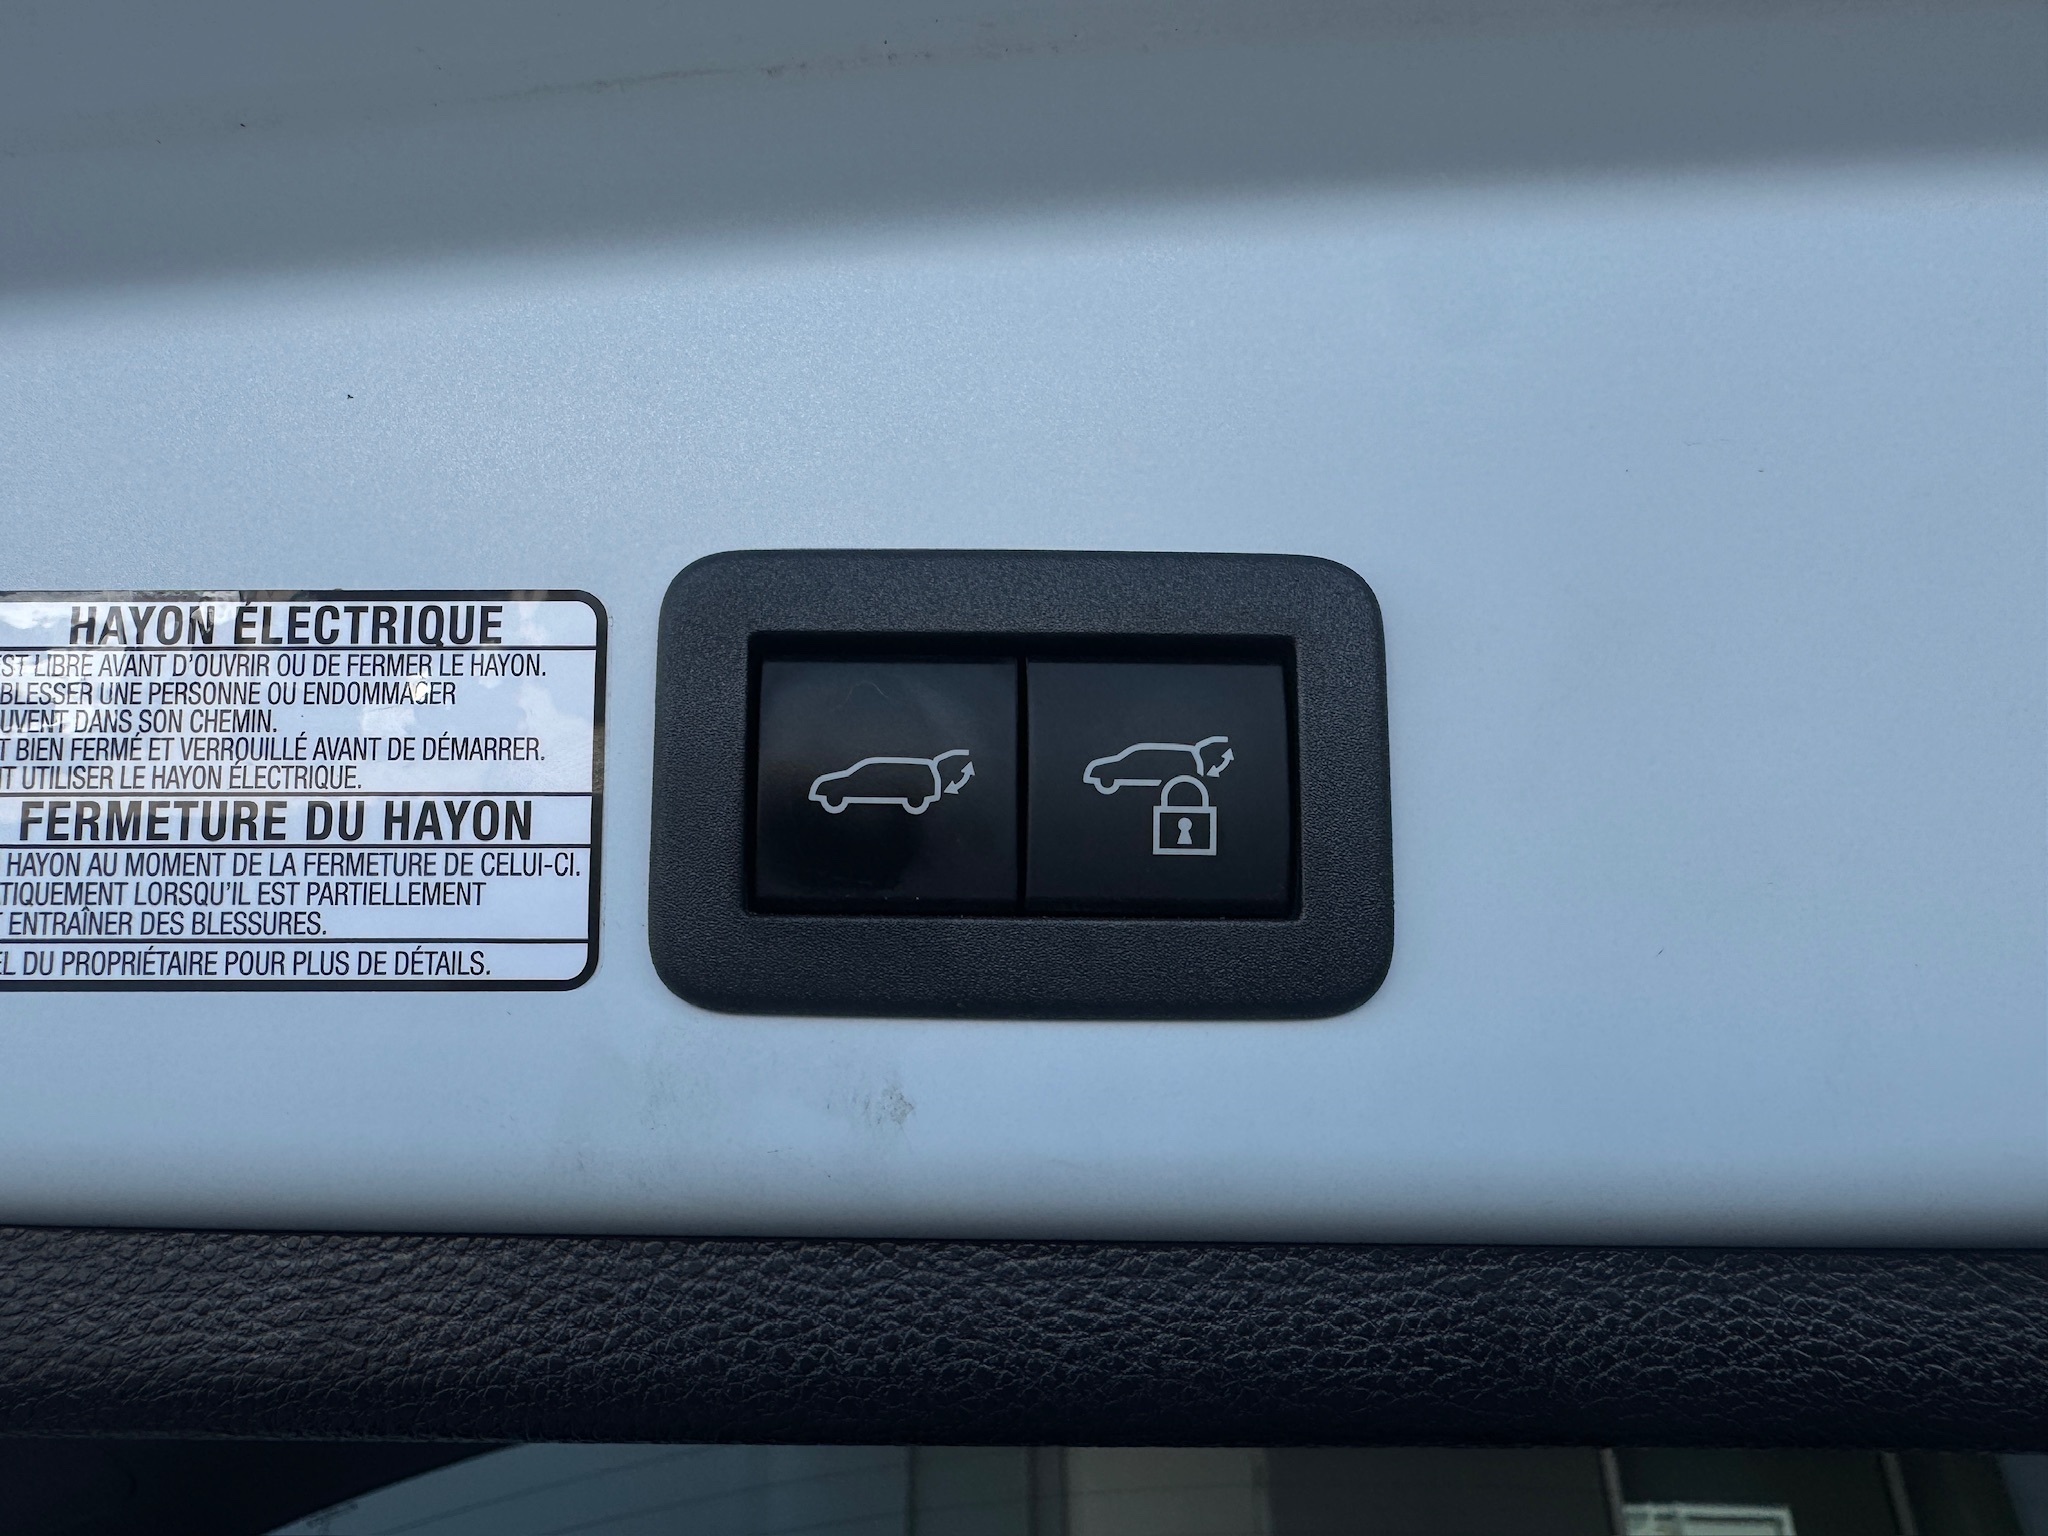 HAYON ÉLECTRIQUE
EST LIBRE AVANT D'OUVRIR OU DE FERMER LE HAYON.
BLESSER UNE PERSONNE OU ENDOMMAGER
UVENT DANS SON CHEMIN.
T BIEN FERMÉ ET VERROUILLÉ AVANT DE DÉMARRER.
NT UTILISER LE HAYON ÉLECTRIQUE.
FERMETURE DU HAYON
HAYON AU MOMENT DE LA FERMETURE DE CELUI-CI.
TIQUEMENT LORSQU'IL EST PARTIELLEMENT
T ENTRAÎNER DES BLESSURES.
EL DU PROPRIÉTAIRE POUR PLUS DE DÉTAILS.